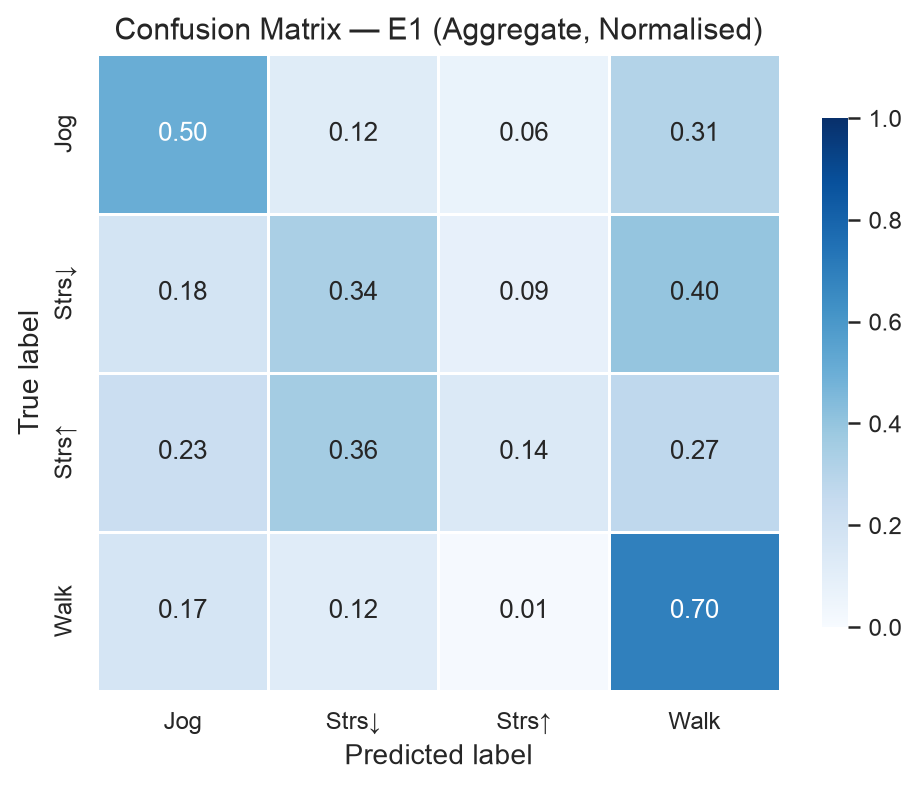 Confusion Matrix — E1 (Aggregate, Normalised)
True label
Jog
0.50 0.12 0.06 0.31
Strs↓
0.18 0.34 0.09 0.40
Strs↑
0.23 0.36 0.14 0.27
Walk
0.17 0.12 0.01 0.70
Jog Strs↓ Strs↑ Walk
Predicted label
1.0
0.8
0.6
0.4
0.2
0.0